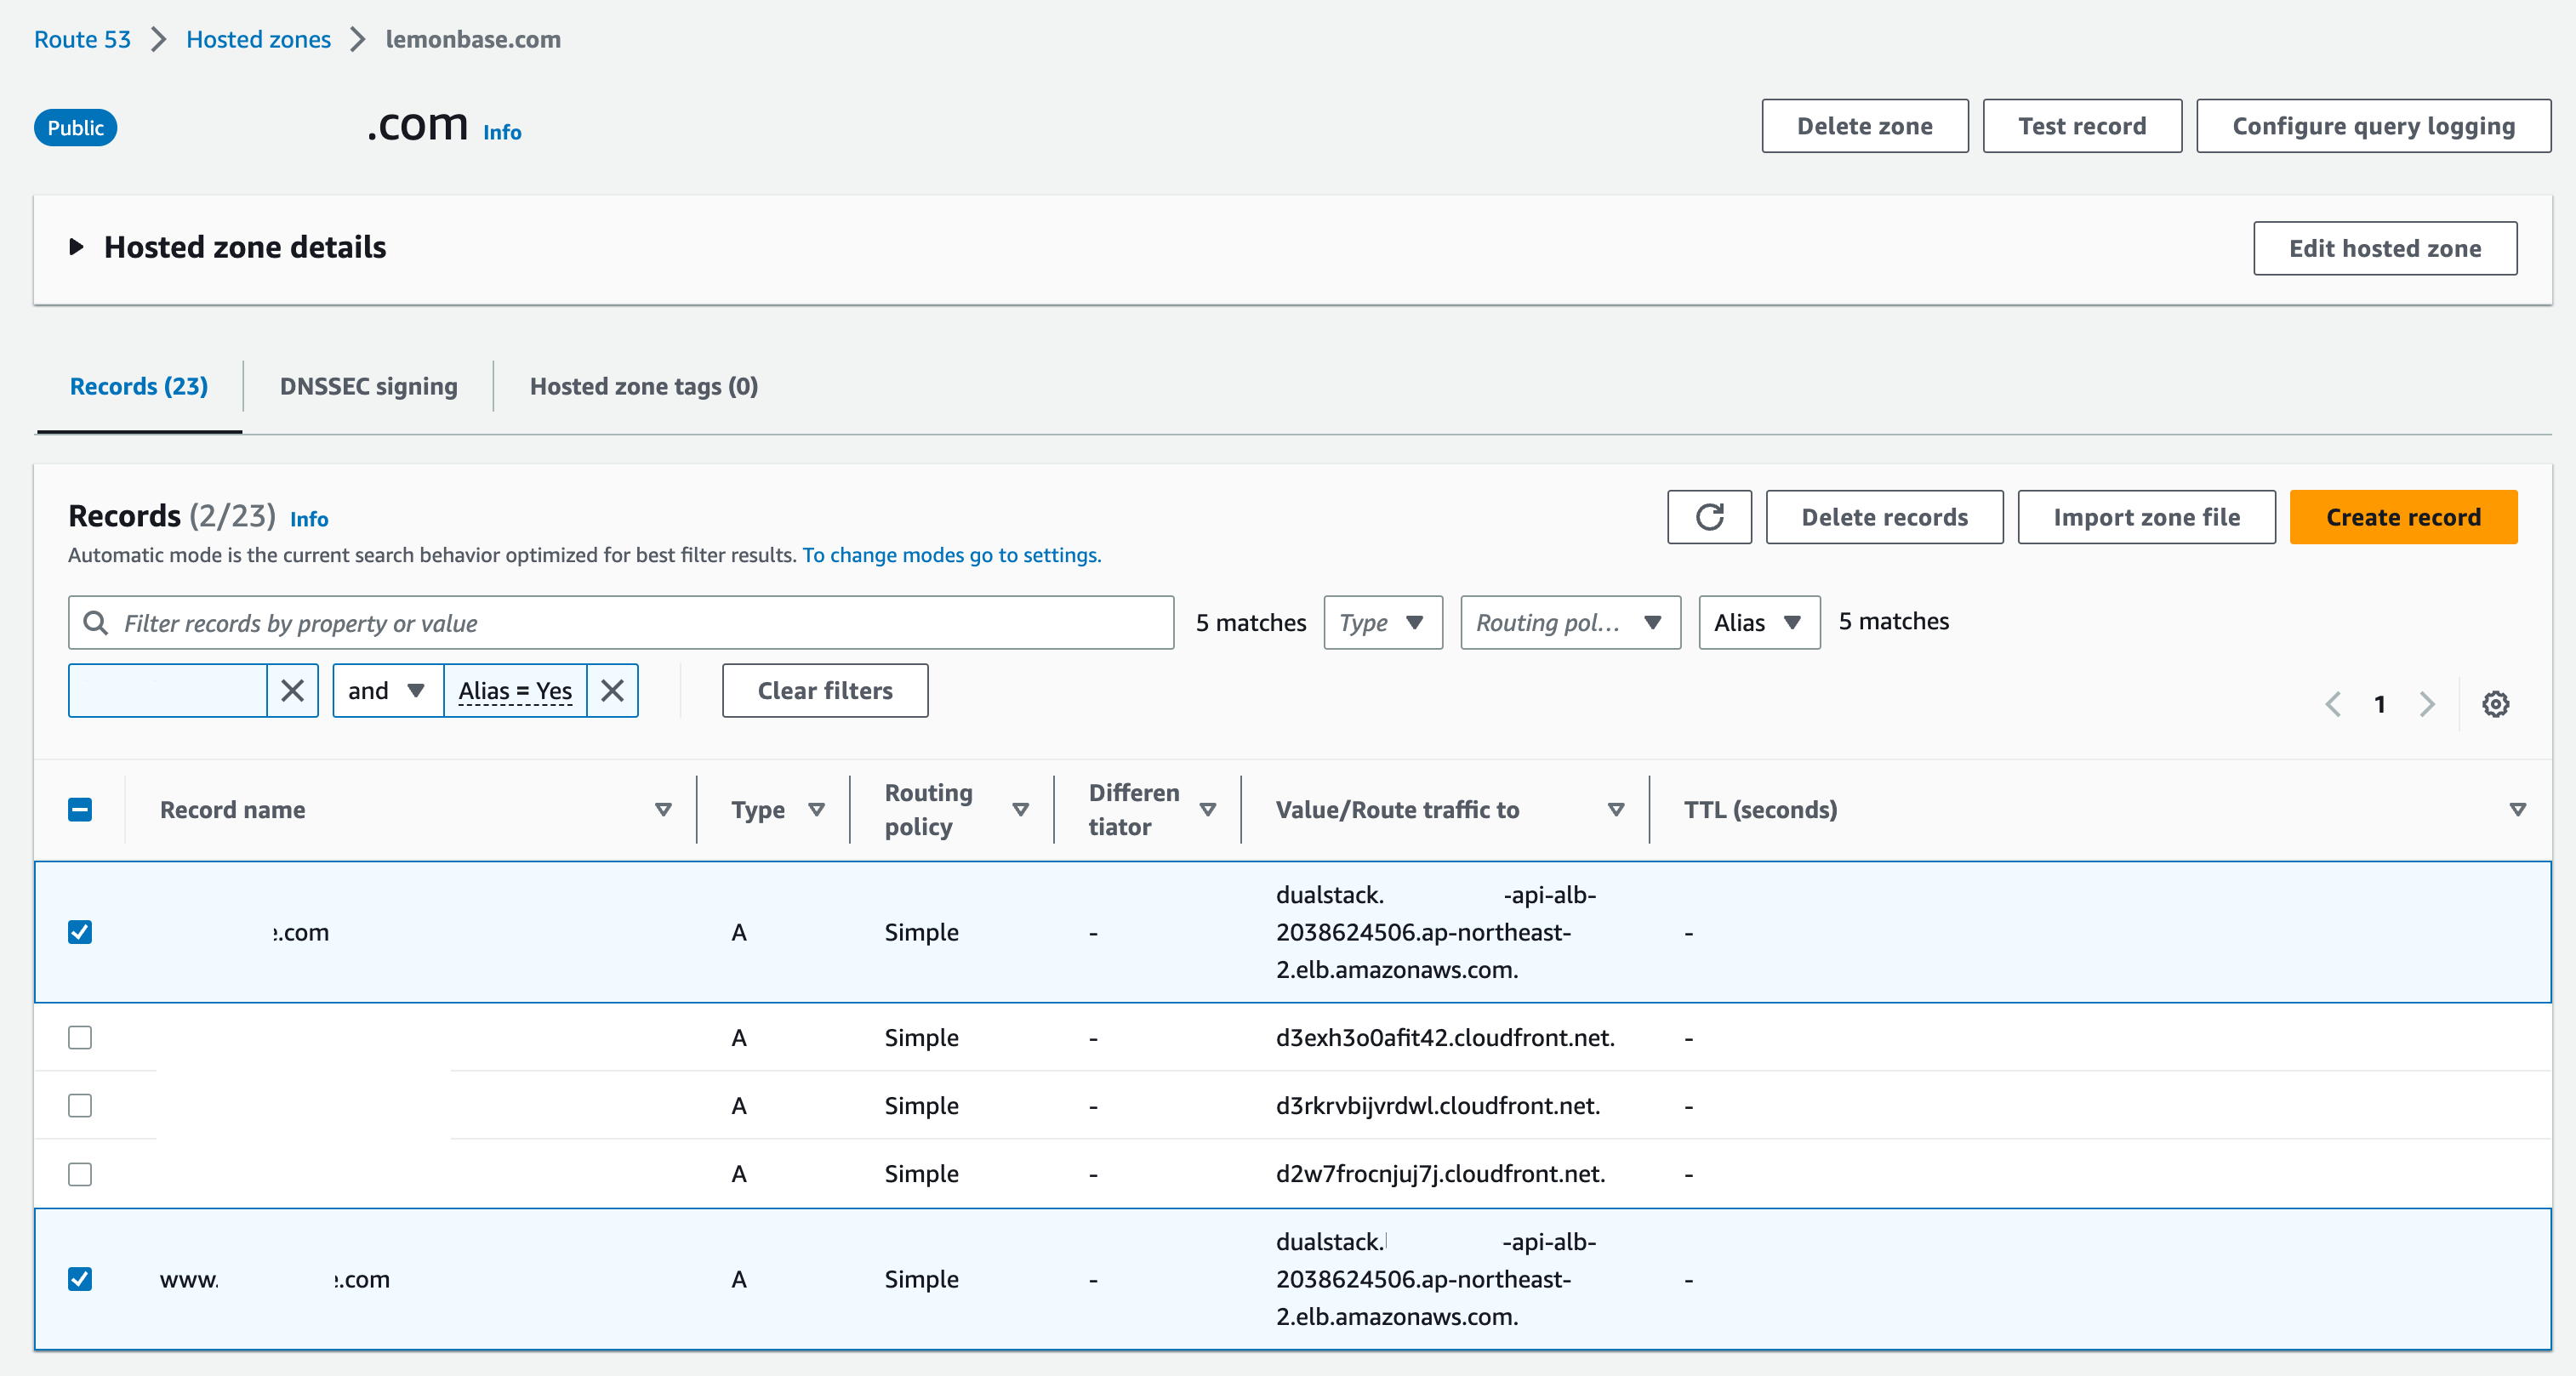 Route 53 > Hosted zones > lemonbase.com
Public .com Info
Delete zone Test record Configure query logging
Hosted zone details
Edit hosted zone
Records (23) DNSSEC signing Hosted zone tags (0)
Records (2/23) Info
Delete records Import zone file Create record
Automatic mode is the current search behavior optimized for best filter results. To change modes go to settings.
Filter records by property or value 5 matches Type Routing pol... Alias 5 matches
and Alias = Yes Clear filters
1
Record name Type Routing policy Differen tiator Value/Route traffic to TTL (seconds)
dualstack. -api-alb-
e.com A Simple - 2038624506.ap-northeast- -
2.elb.amazonaws.com.
A Simple - d3exh3o0afit42.cloudfront.net. -
A Simple - d3rkrvbijvrdwl.cloudfront.net. -
A Simple - d2w7frocnjuj7j.cloudfront.net. -
dualstack. -api-alb-
www. e.com A Simple - 2038624506.ap-northeast- -
2.elb.amazonaws.com.